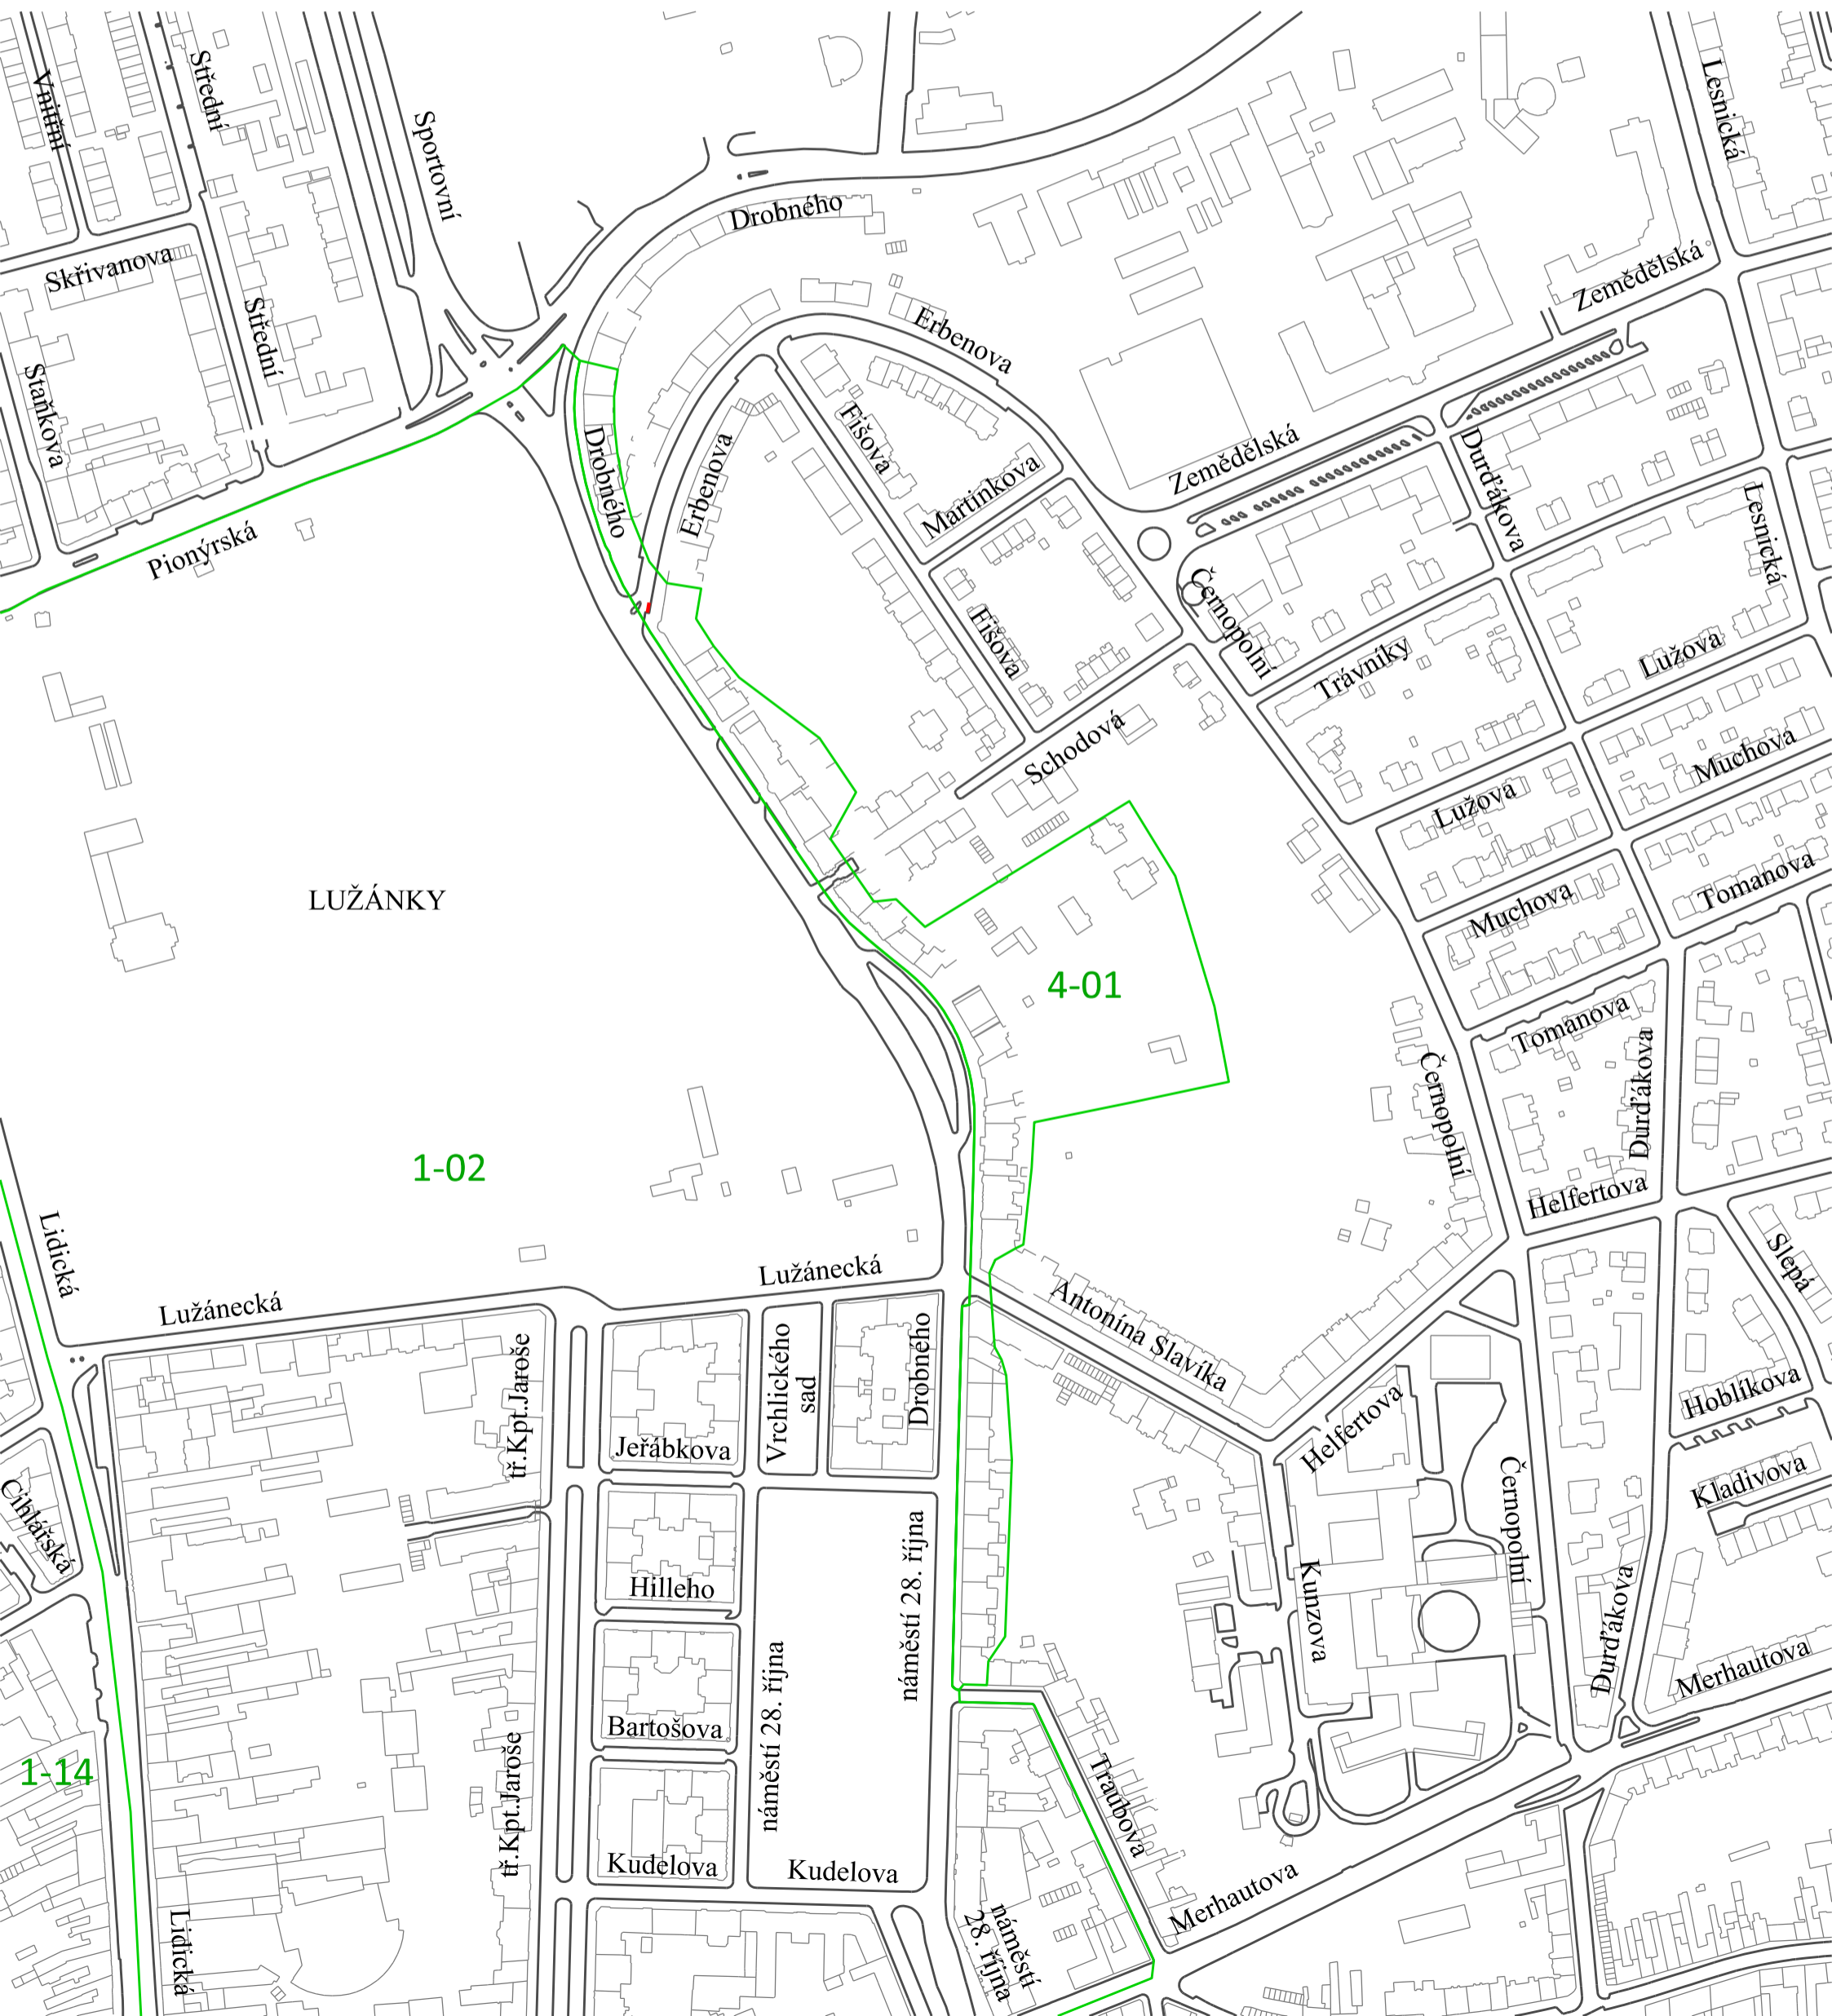 Vnitřní
Střední
Sportovní
Lesnická
Drobného
Skřivanova
Zemědělská
Střední
Erbenova
Staňkova
Fišova
Drobného
Erbenova
Zemědělská
Martinkova
Durďákova
Lesnická
Pionýrská
Černopolní
Fišova
Trávníky
Lužova
Schodová
Muchova
Lužova
LUŽÁNKY
Muchova
Tomanova
4-01
Tomanova
Durďákova
Černopolní
1-02
Helfertova
Lidická
Slepá
Lužánecká
Lužánecká
Antonína Slavíka
tř.Kpt.Jaroše
Vrchlického
sad
Drobného
Jeřábkova
Helfertova
Hoblíkova
Kladivova
Cihlářská
Černopolní
Hilleho
náměstí 28. října
Kunzova
Durďákova
Merhautova
Bartošova
náměstí 28. října
1-14
tř.Kpt.Jaroše
Traubova
Kudelova
Kudelova
Merhautova
Lidická
náměstí
28. října